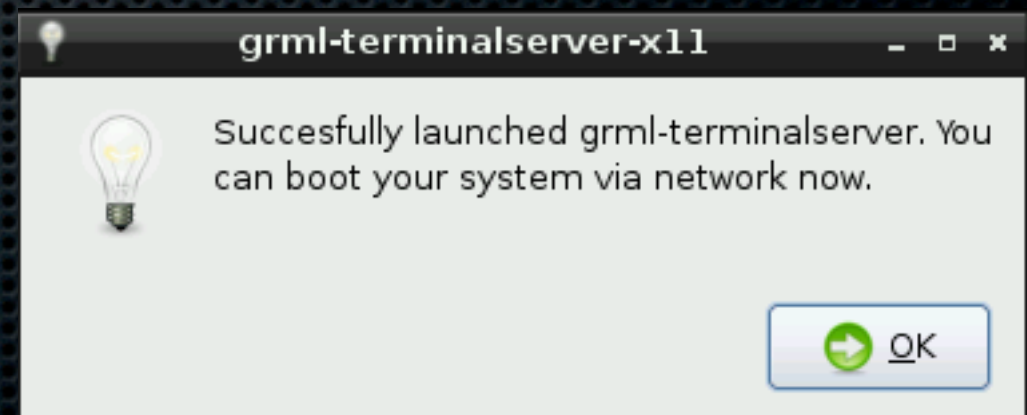 grml-terminalserver-x11
Succesfully launched grml-terminalserver. You
can boot your system via network now.
OK